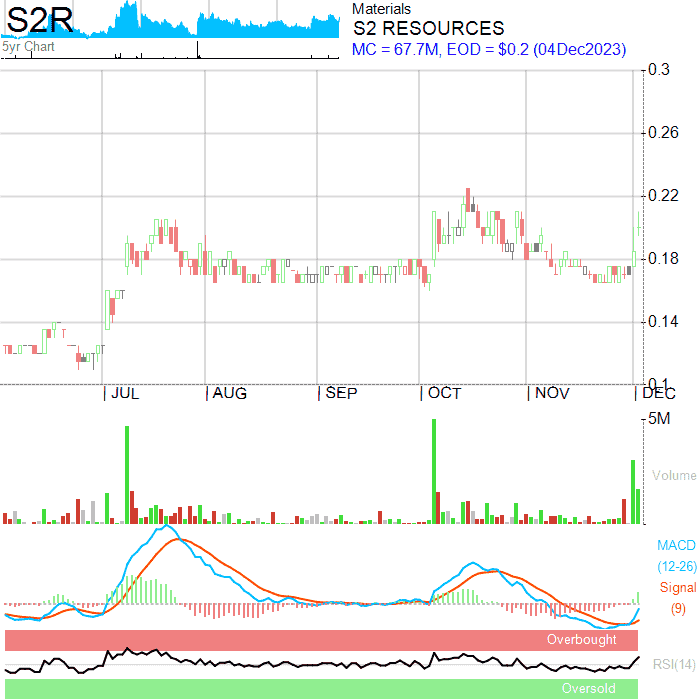 S2R
5yr Chart
Materials
S2 RESOURCES
MC = 67.7M, EOD = $0.2 (04Dec2023)
0.3
0.26
0.22
0.18
0.14
0.1
JUL AUG SEP OCT NOV DEC
5M
Volume
MACD
(12-26)
Signal
(9)
Overbought
RSI(14)
Oversold